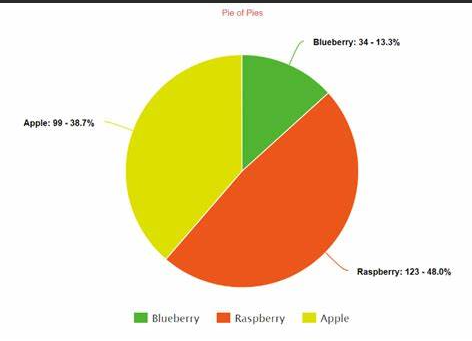 Pie of Pies
Blueberry: 34 - 13.3%
Apple: 99 - 38.7%
Raspberry: 123 - 48.0%
Blueberry Raspberry Apple